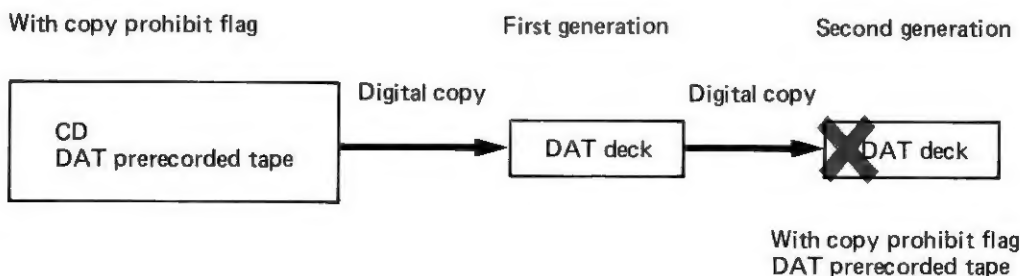 With copy prohibit flag
First generation
Second generation
Digital copy
Digital copy
CD
DAT prerecorded tape
DAT deck
DAT deck
With copy prohibit flag
DAT prerecorded tape